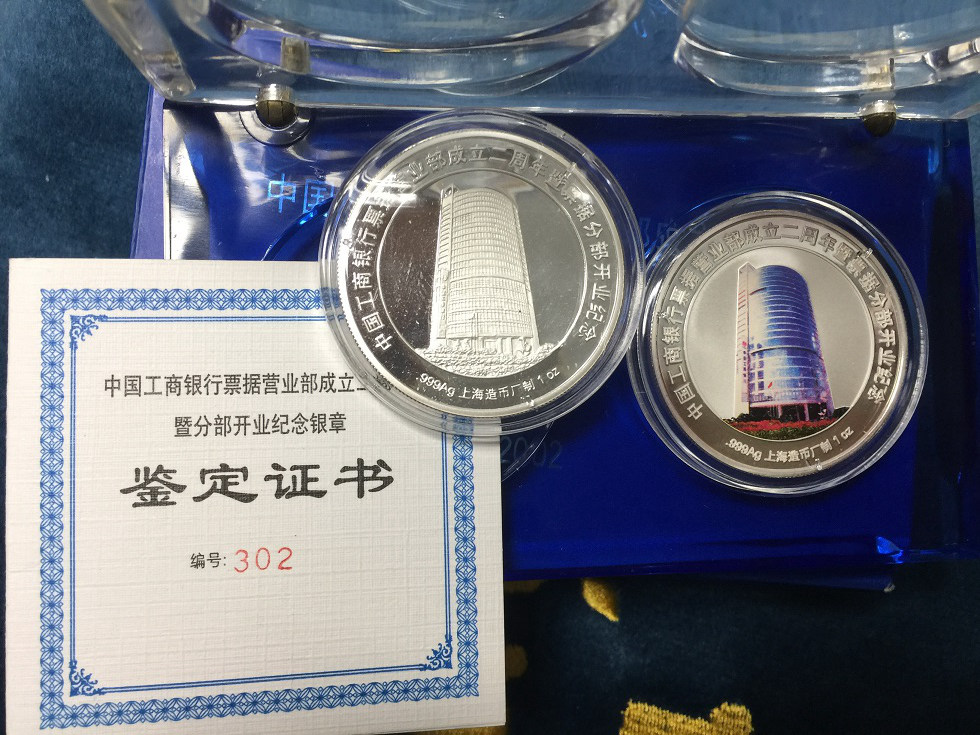 中国
2002
中国工商银行票据营业部成立二
暨分部开业纪念银章
鉴定证书
编号: 302
中国工商银行票 业部成立二周年暨票据分部开业纪念
.999Ag 上海造币厂制 1 oz
中国工商银行票据营业部成立二周年暨票据分部开业纪念
.999Ag 上海造币厂制 1 oz